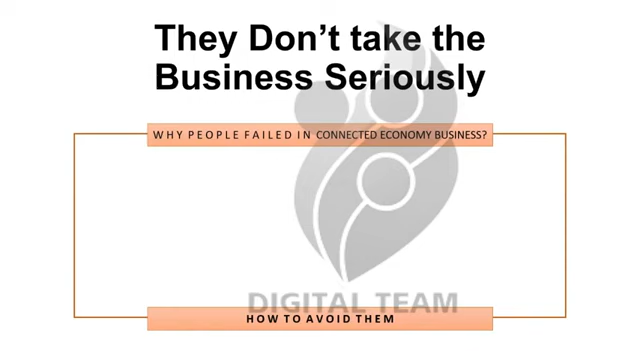 They Don't take the
Business Seriously
WHY PEOPLE FAILED IN CONNECTED ECONOMY BUSINESS?
DIGITAL TEAM
HOW TO AVOID THEM